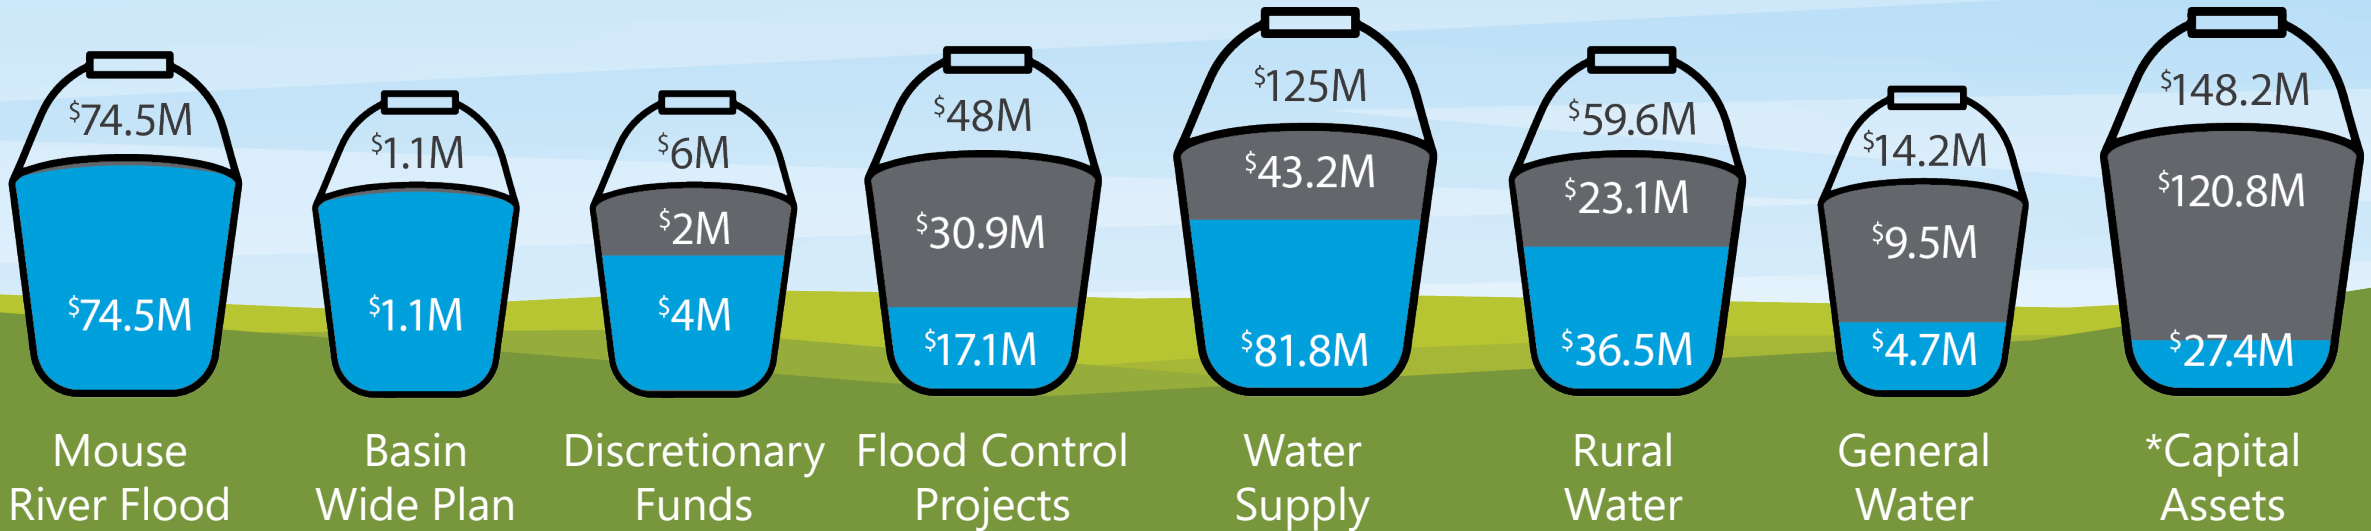 $74.5M
$74.5M
Mouse
River Flood
$1.1M
$1.1M
Basin
Wide Plan
$6M
$2M
$4M
Discretionary
Funds
$48M
$30.9M
$17.1M
Flood Control
Projects
$125M
$43.2M
$81.8M
Water
Supply
$59.6M
$23.1M
$36.5M
Rural
Water
$14.2M
$9.5M
$4.7M
General
Water
$148.2M
$120.8M
$27.4M
*Capital
Assets